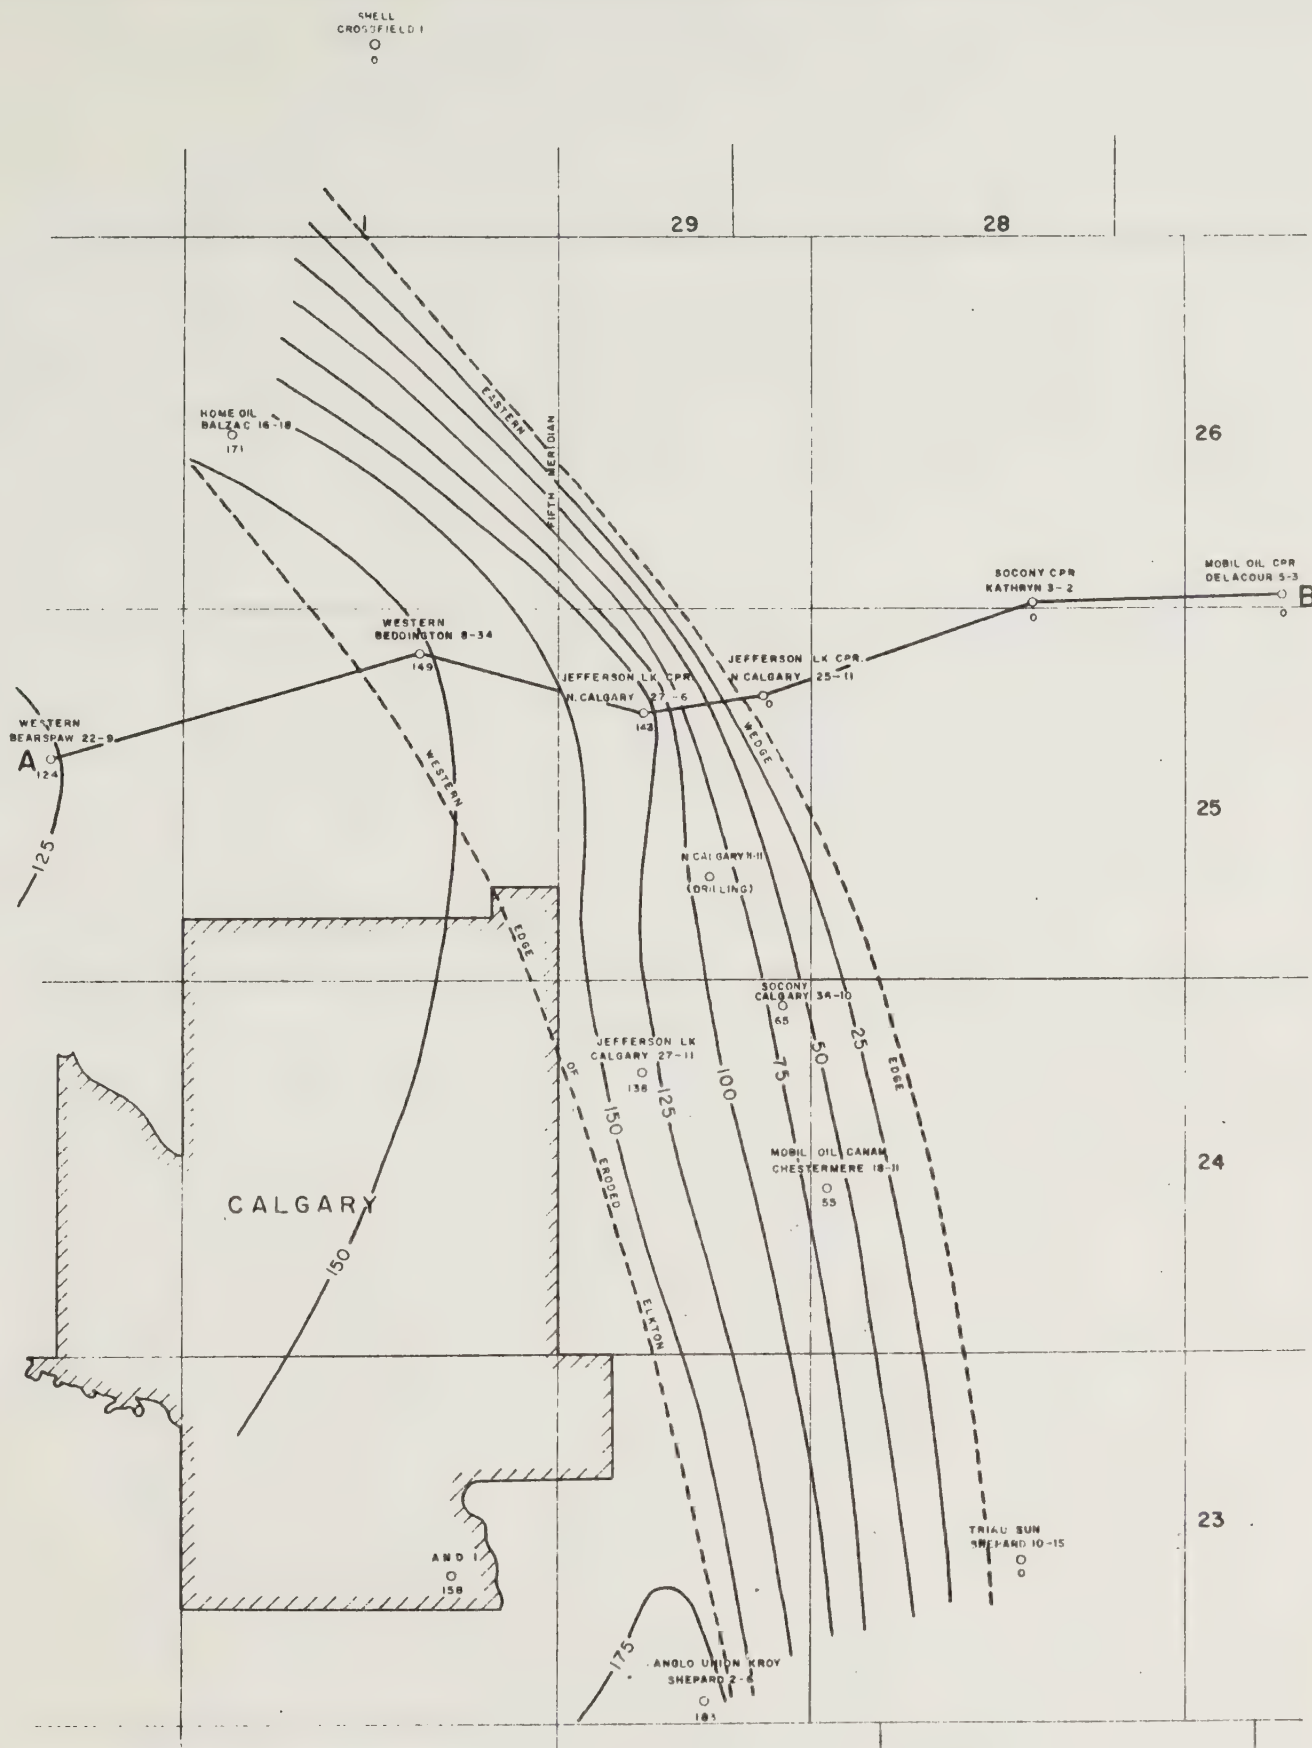 SHELL
CROSSFIELD 1
0
1
29
28
HOME OIL
BALZAC 16-18
171
EASTERN
FIFTH MERIDIAN
26
SOCONY CPR
KATHRYN 3-2
0
MOBIL OIL CPR
DELACOUR 5-3
0
B
WESTERN
BEDDINGTON 8-34
149
JEFFERSON LK CPR.
N. CALGARY 27-6
143
JEFFERSON LK CPR.
N CALGARY 25-11
0
WESTERN
BEARSPAW 22-9
A
124
WEDGE
WESTERN
125
25
N CALGARY 11-11
(DRILLING)
EDGE
SOCONY
CALGARY 36-10
65
JEFFERSON LK
CALGARY 27-11
138
OF
150
125
100
75
50
25
EDGE
MOBIL OIL CANAM
CHESTERMERE 18-11
55
24
ERODED
CALGARY
150
ELKTON
23
TRIAD SUN
SHEPARD 10-15
0
AND 1
158
175
ANGLO UNION KROY
SHEPARD 2-6
183